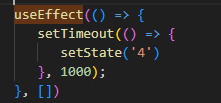 useEffect(() => {
setTimeout(() => {
setState('4')
}, 1000);
}, [])